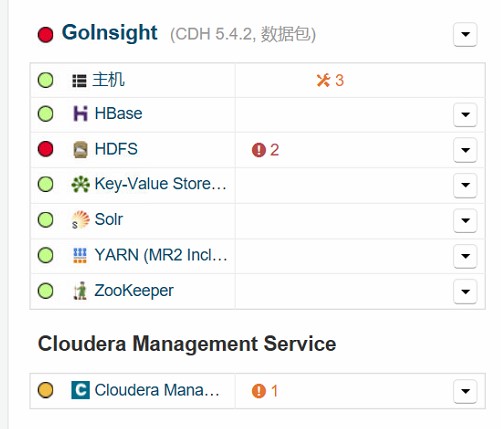 GoInsight (CDH 5.4.2, 数据包)
主机 3
HBase
HDFS 2
Key-Value Store…
Solr
YARN (MR2 Incl…
ZooKeeper
Cloudera Management Service
Cloudera Mana… 1